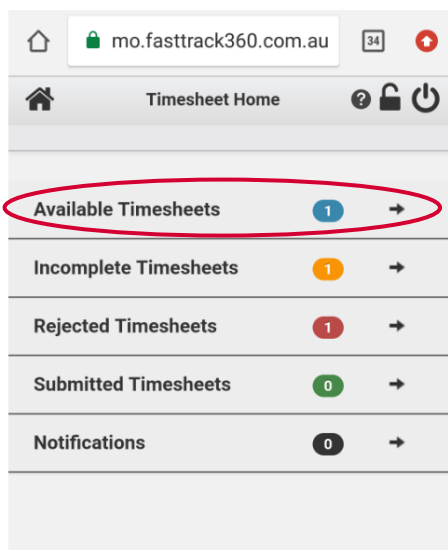 mo.fasttrack360.com.au 34
Timesheet Home ?
Available Timesheets 1
Incomplete Timesheets 1
Rejected Timesheets 1
Submitted Timesheets 0
Notifications 0